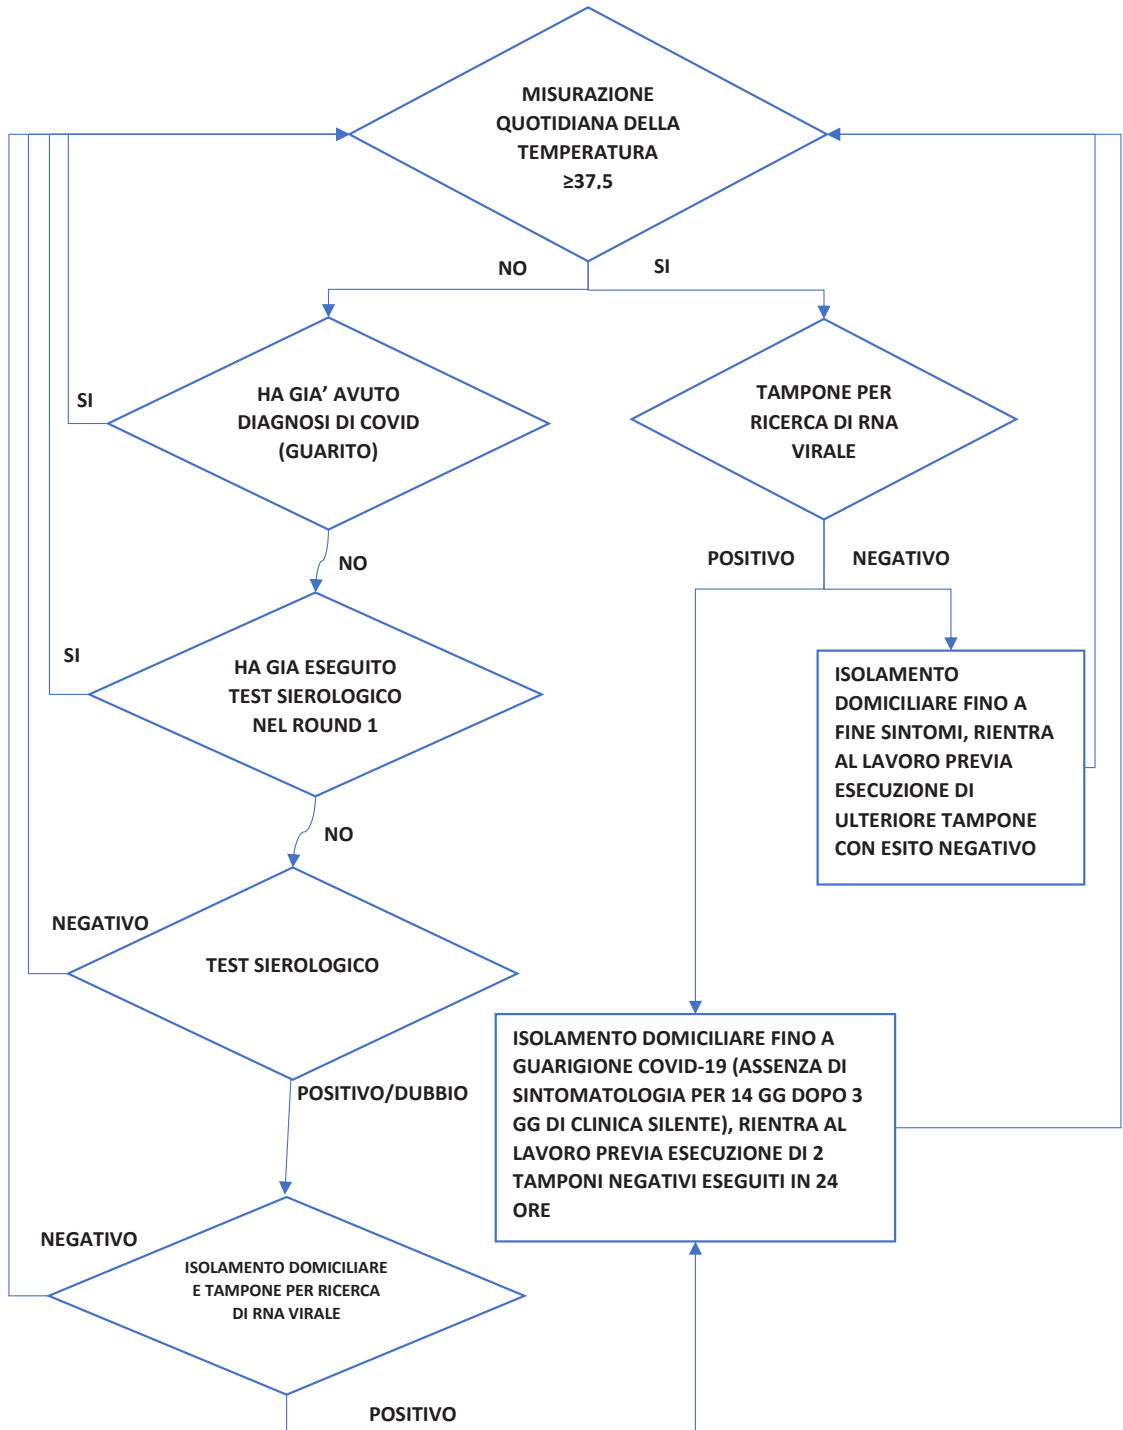 MISURAZIONE
QUOTIDIANA DELLA
TEMPERATURA
≥37,5
NO
SI
SI
HA GIA’ AVUTO
DIAGNOSI DI COVID
(GUARITO)
TAMPONE PER
RICERCA DI RNA
VIRALE
NO
POSITIVO
NEGATIVO
SI
HA GIA ESEGUITO
TEST SIEROLOGICO
NEL ROUND 1
ISOLAMENTO
DOMICILIARE FINO A
FINE SINTOMI, RIENTRA
AL LAVORO PREVIA
ESECUZIONE DI
ULTERIORE TAMPONE
CON ESITO NEGATIVO
NO
NEGATIVO
TEST SIEROLOGICO
ISOLAMENTO DOMICILIARE FINO A
GUARIGIONE COVID-19 (ASSENZA DI
SINTOMATOLOGIA PER 14 GG DOPO 3
GG DI CLINICA SILENTE), RIENTRA AL
LAVORO PREVIA ESECUZIONE DI 2
TAMPONI NEGATIVI ESEGUITI IN 24
ORE
POSITIVO/DUBBIO
NEGATIVO
ISOLAMENTO DOMICILIARE
E TAMPONE PER RICERCA
DI RNA VIRALE
POSITIVO